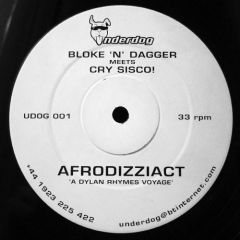 Underdog
BLOKE 'N' DAGGER
MEETS
CRY SISCO!
UDOG 001
33 rpm
AFRODIZZIACT
'A DYLAN RHYMES VOYAGE'
+44 1923 225 422
underdog@btinternet.com